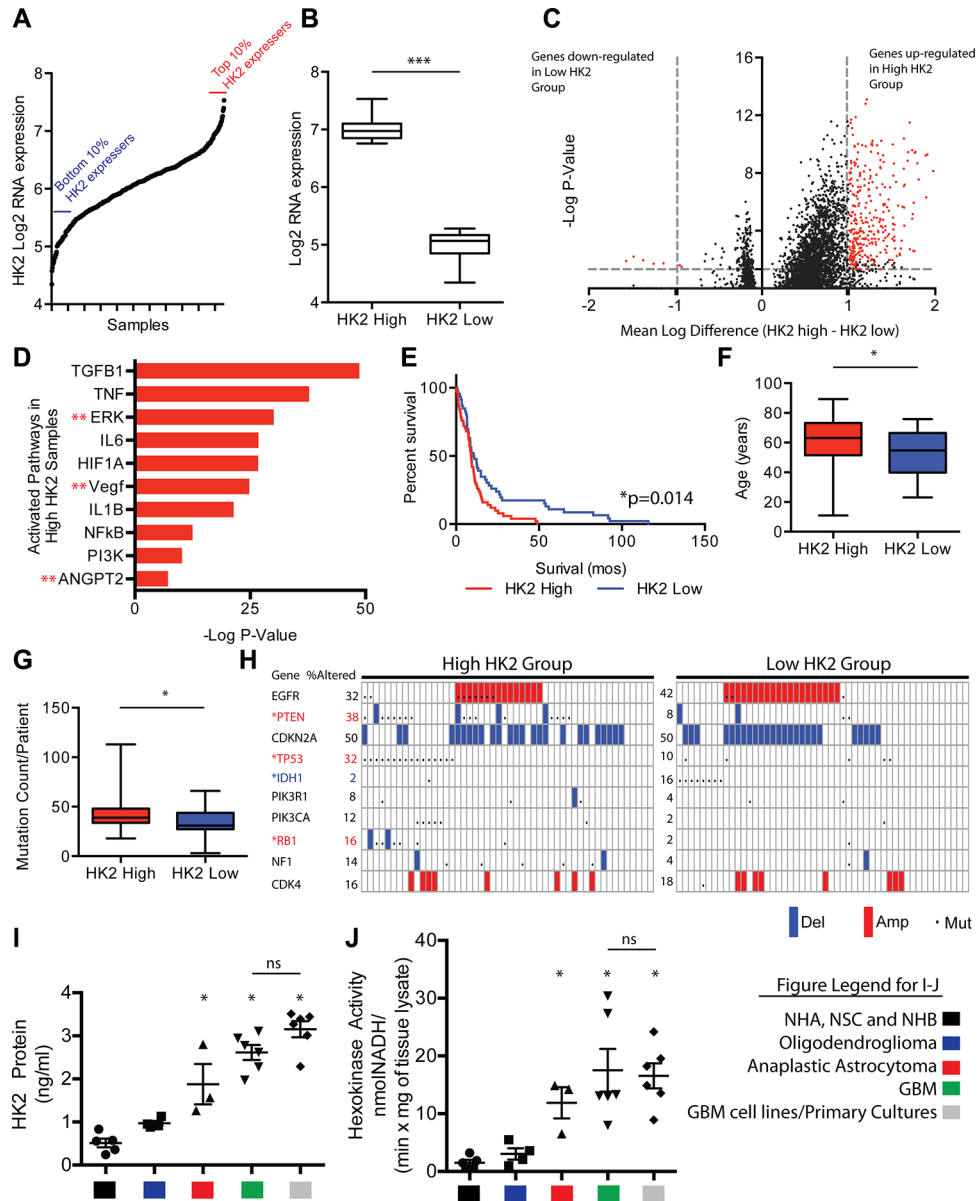 A
HK2 Log2 RNA expression
8
7
6
5
4
Bottom 10%
HK2 expressers
Top 10%
HK2 expressers
Samples
B
Log2 RNA expression
8
7
6
5
4
***
HK2 High
HK2 Low
C
Genes down-regulated
in Low HK2
Group
Genes up-regulated
in High HK2
Group
-Log P-Value
16
14
12
10
8
6
4
2
0
-2
-1
0
1
2
Mean Log Difference (HK2 high - HK2 low)
D
Activated Pathways in
High HK2 Samples
TGFB1
TNF
** ERK
IL6
HIF1A
** Vegf
IL1B
NFkB
PI3K
** ANGPT2
0
25
50
-Log P-Value
E
Percent survival
100
50
0
*p=0.014
0
50
100
150
Surival (mos)
HK2 High
HK2 Low
F
Age (years)
100
80
60
40
20
0
*
HK2 High
HK2 Low
G
Mutation Count/Patient
150
100
50
0
*
HK2 High
HK2 Low
H
High HK2 Group
Low HK2 Group
Gene %Altered
EGFR 32 42
*PTEN 38 8
CDKN2A 50 50
*TP53 32 10
*IDH1 2 16
PIK3R1 8 4
PIK3CA 12 2
*RB1 16 2
NF1 14 4
CDK4 16 18
Del
Amp
Mut
I
HK2 Protein
(ng/ml)
4
3
2
1
0
*
*
ns
*
J
Hexokinase Activity
nmolNADH/
(min x mg of tissue lysate)
40
30
20
10
0
*
*
ns
*
Figure Legend for I-J
NHA, NSC and NHB
Oligodendroglioma
Anaplastic Astrocytoma
GBM
GBM cell lines/Primary Cultures